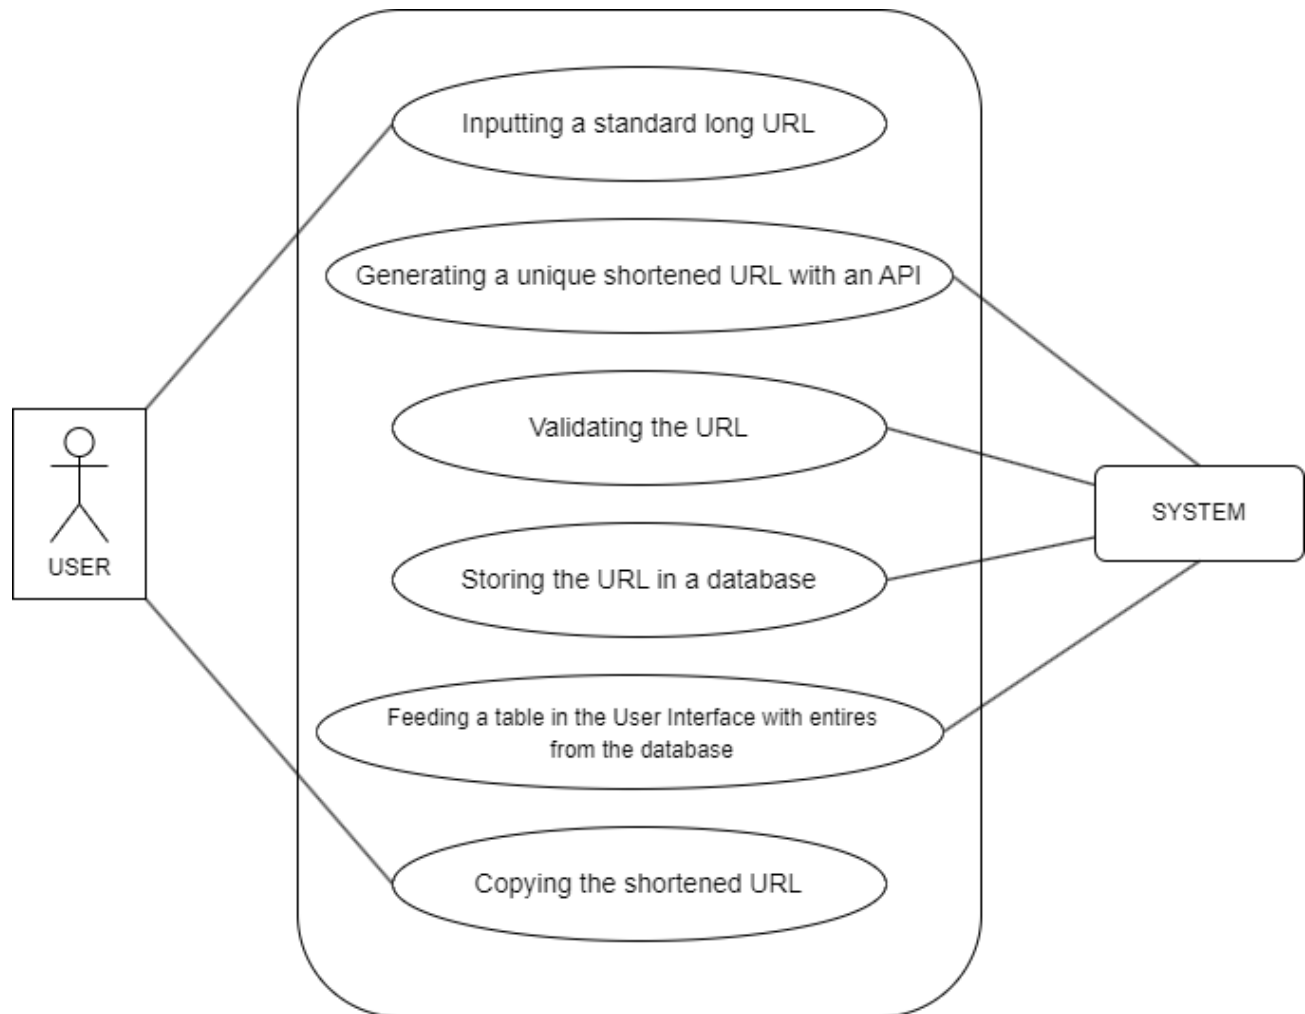 Inputting a standard long URL
Generating a unique shortened URL with an API
Validating the URL
USER
SYSTEM
Storing the URL in a database
Feeding a table in the User Interface with entires
from the database
Copying the shortened URL